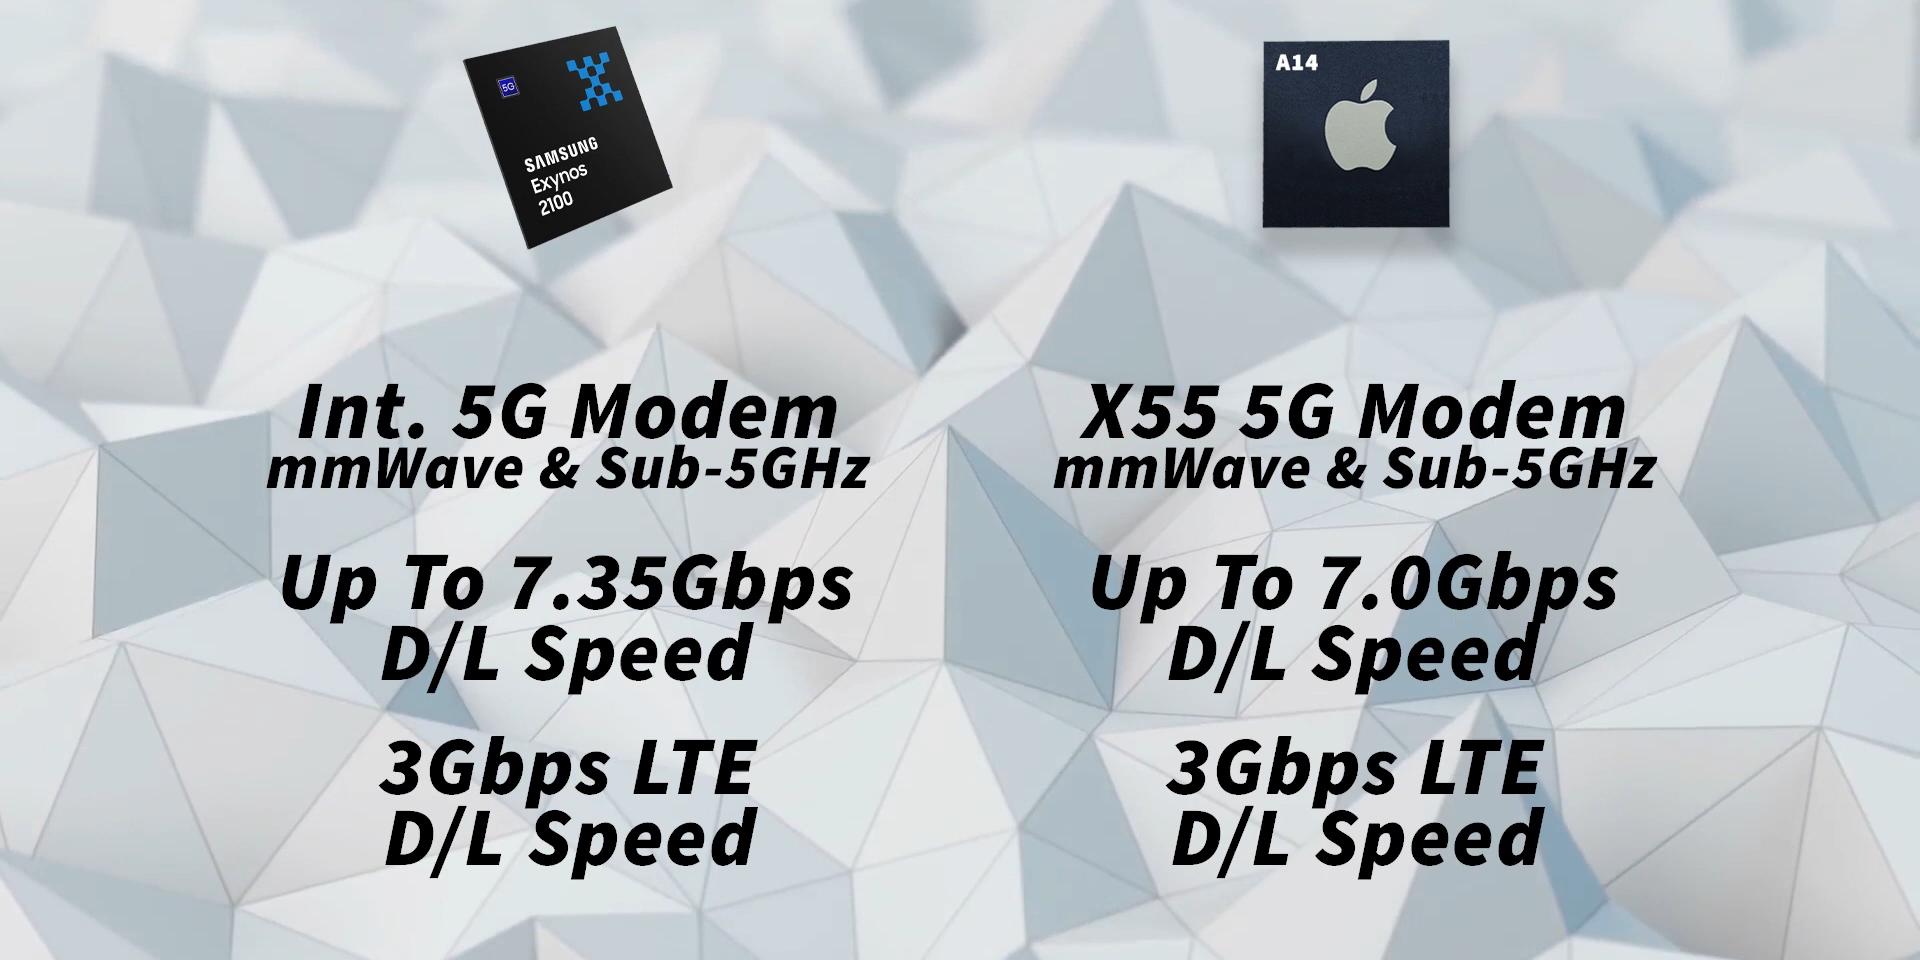 5G
SAMSUNG
Exynos
2100
Int. 5G Modem
mmWave & Sub-5GHz
Up To 7.35Gbps
D/L Speed
3Gbps LTE
D/L Speed
A14
X55 5G Modem
mmWave & Sub-5GHz
Up To 7.0Gbps
D/L Speed
3Gbps LTE
D/L Speed